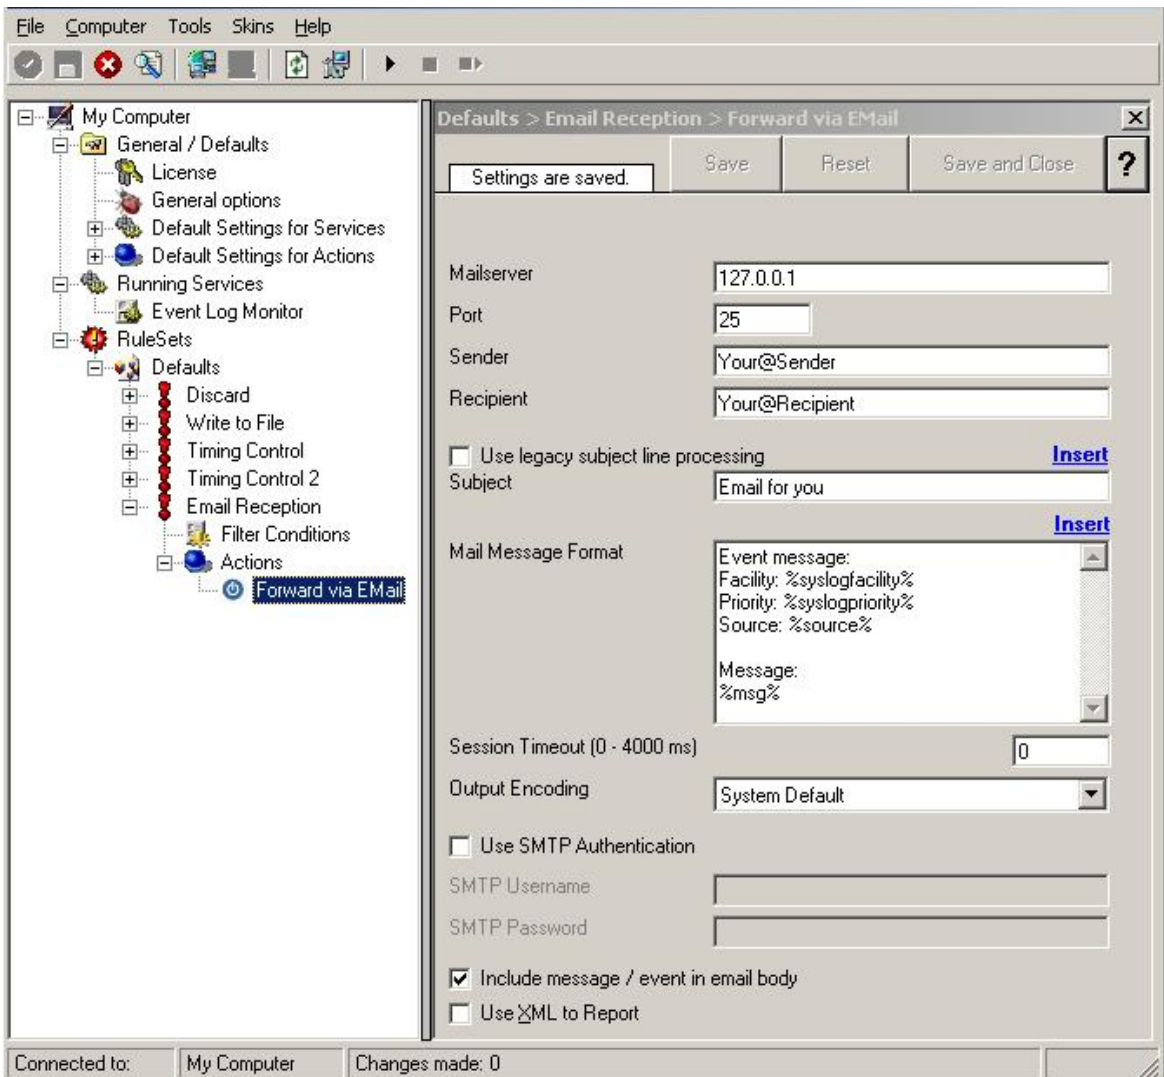 File Computer Tools Skins Help
My Computer
General / Defaults
License
General options
Default Settings for Services
Default Settings for Actions
Running Services
Event Log Monitor
RuleSets
Defaults
Discard
Write to File
Timing Control
Timing Control 2
Email Reception
Filter Conditions
Actions
Forward via EMail
Defaults > Email Reception > Forward via EMail
Settings are saved. Save Reset Save and Close ?
Mailserver 127.0.0.1
Port 25
Sender Your@Sender
Recipient Your@Recipient
Use legacy subject line processing Insert
Subject Email for you
Insert
Mail Message Format Event message:
Facility: %syslogfacility%
Priority: %syslogpriority%
Source: %source%
Message:
%msg%
Session Timeout (0 - 4000 ms) 0
Output Encoding System Default
Use SMTP Authentication
SMTP Username
SMTP Password
Include message / event in email body
Use XML to Report
Connected to: My Computer Changes made: 0